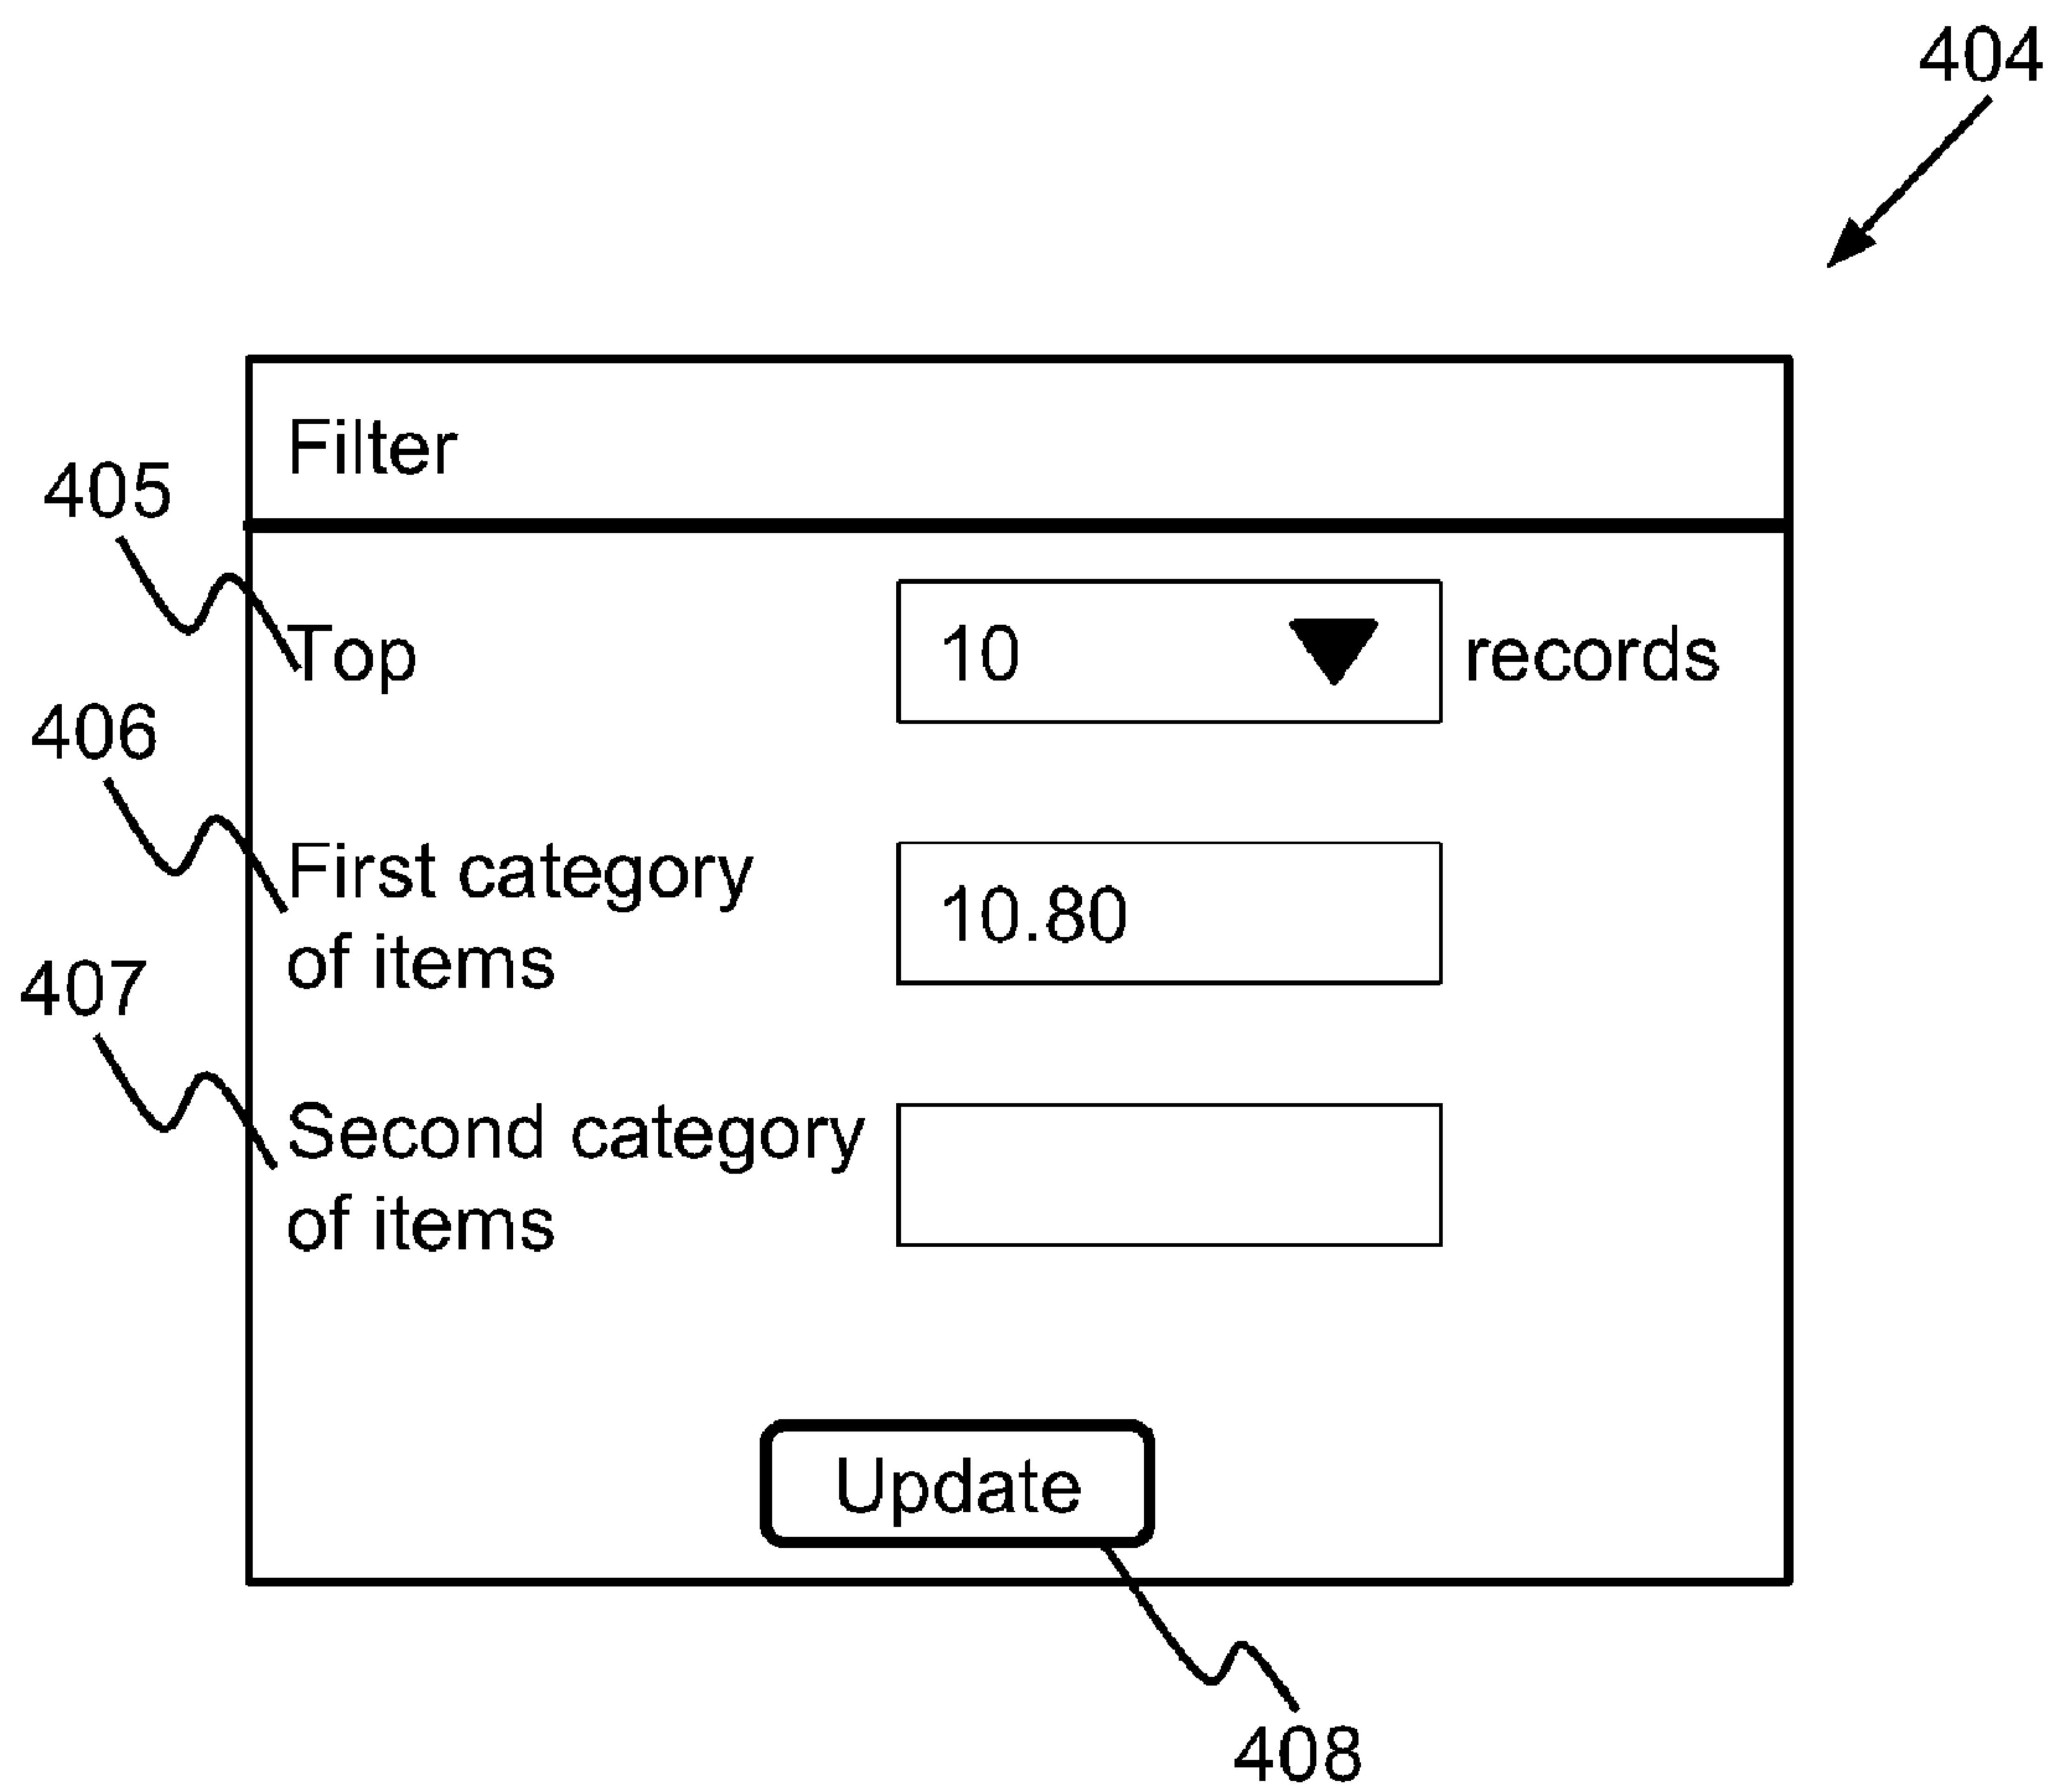 404
Filter
405
Top 10 records
406
First category
of items
10.80
407
Second category
of items
Update
408